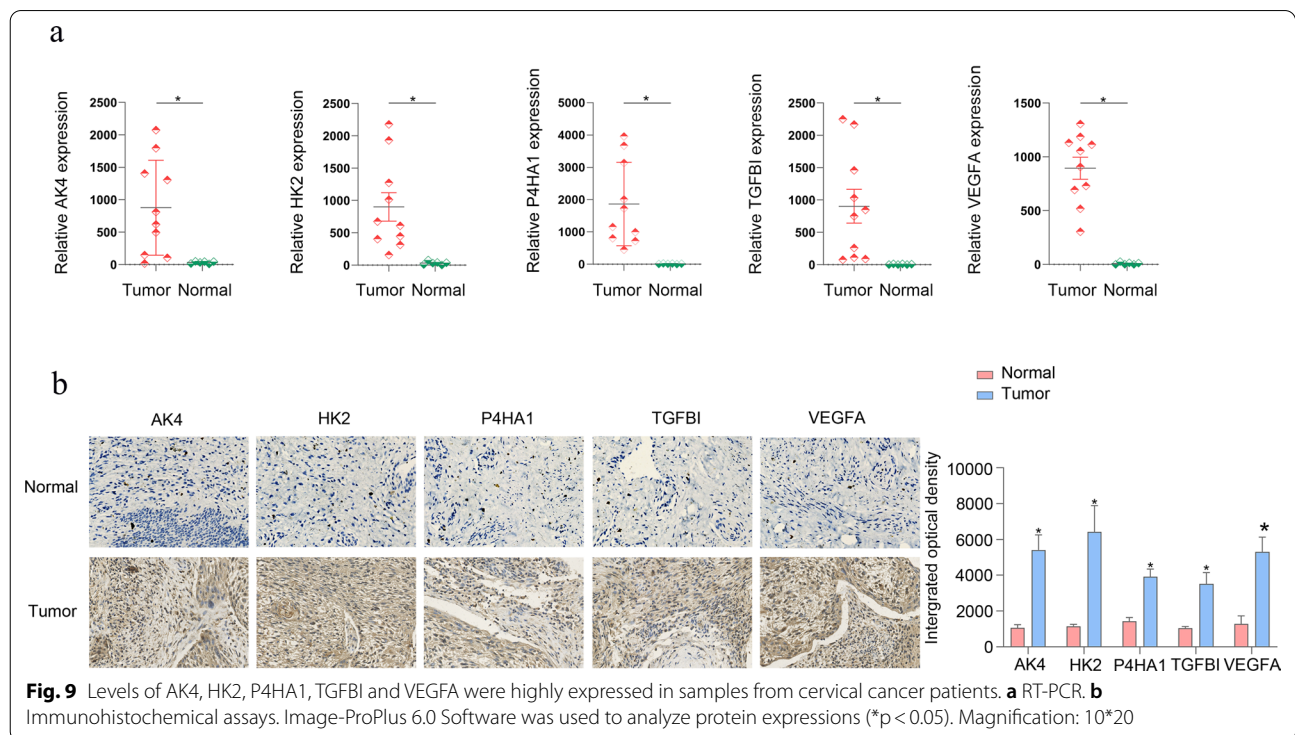 a
Relative AK4 expression
2500
2000
1500
1000
500
0
*
Tumor Normal
Relative HK2 expression
2500
2000
1500
1000
500
0
*
Tumor Normal
Relative P4HA1 expression
5000
4000
3000
2000
1000
0
*
Tumor Normal
Relative TGFBI expression
2500
2000
1500
1000
500
0
*
Tumor Normal
Relative VEGFA expression
1500
1000
500
0
*
Tumor Normal
b
AK4 HK2 P4HA1 TGFBI VEGFA
Normal
Tumor
Normal
Tumor
Intergrated optical density
10000
8000
6000
4000
2000
0
* * * * *
AK4 HK2 P4HA1 TGFBI VEGFA
Fig. 9 Levels of AK4, HK2, P4HA1, TGFBI and VEGFA were highly expressed in samples from cervical cancer patients. a RT-PCR. b
Immunohistochemical assays. Image-ProPlus 6.0 Software was used to analyze protein expressions (*p < 0.05). Magnification: 10*20